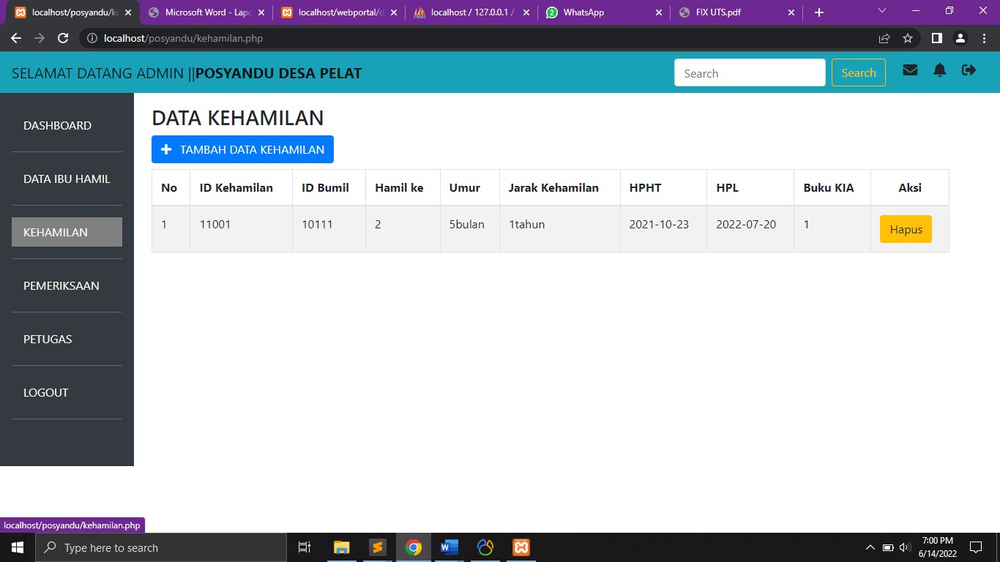 localhost/posyandu/ke
Microsoft Word - Lapo
localhost/webportal/d
localhost / 127.0.0.1 /
2
WhatsApp
FIX UTS.pdf
localhost/posyandu/kehamilan.php
SELAMAT DATANG ADMIN ||POSYANDU DESA PELAT
Search
Search
DASHBOARD
DATA IBU HAMIL
KEHAMILAN
PEMERIKSAAN
PETUGAS
LOGOUT
DATA KEHAMILAN
TAMBAH DATA KEHAMILAN
No ID Kehamilan ID Bumil Hamil ke Umur Jarak Kehamilan HPHT HPL Buku KIA Aksi
1 11001 10111 2 5bulan 1tahun 2021-10-23 2022-07-20 1 Hapus
localhost/posyandu/kehamilan.php
Type here to search
7:00 PM
6/14/2022